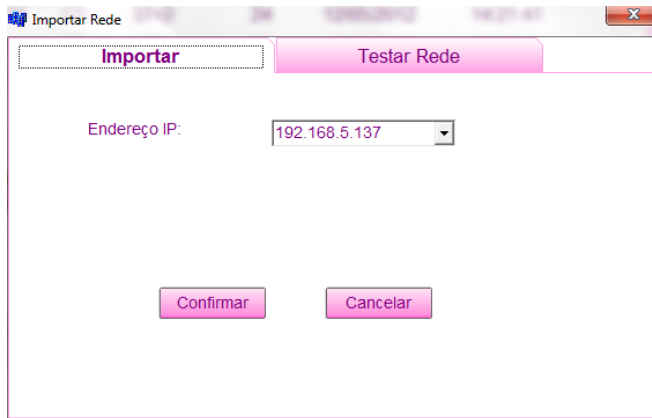 Importar Rede
Importar
Testar Rede
Endereço IP:
192.168.5.137
Confirmar
Cancelar